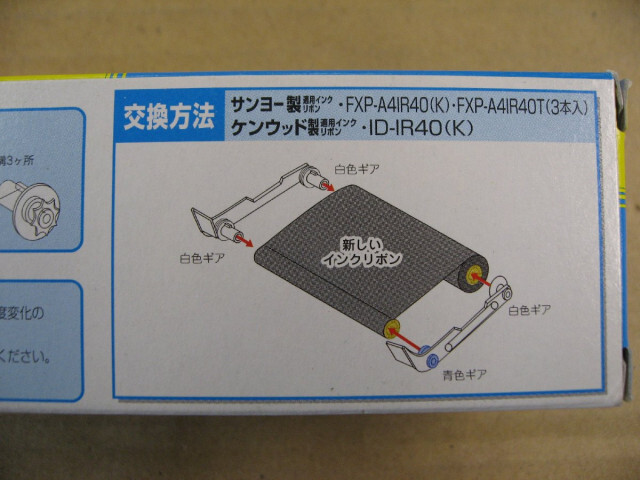 交換方法
サンヨー製適用インクリボン・FXP-A4IR40(K)・FXP-A4IR40T(3本入)
ケンウッド製適用インクリボン・ID-IR40(K)
3ヶ所
白色ギア
白色ギア
新しい
インクリボン
白色ギア
青色ギア
度変化の
ください。